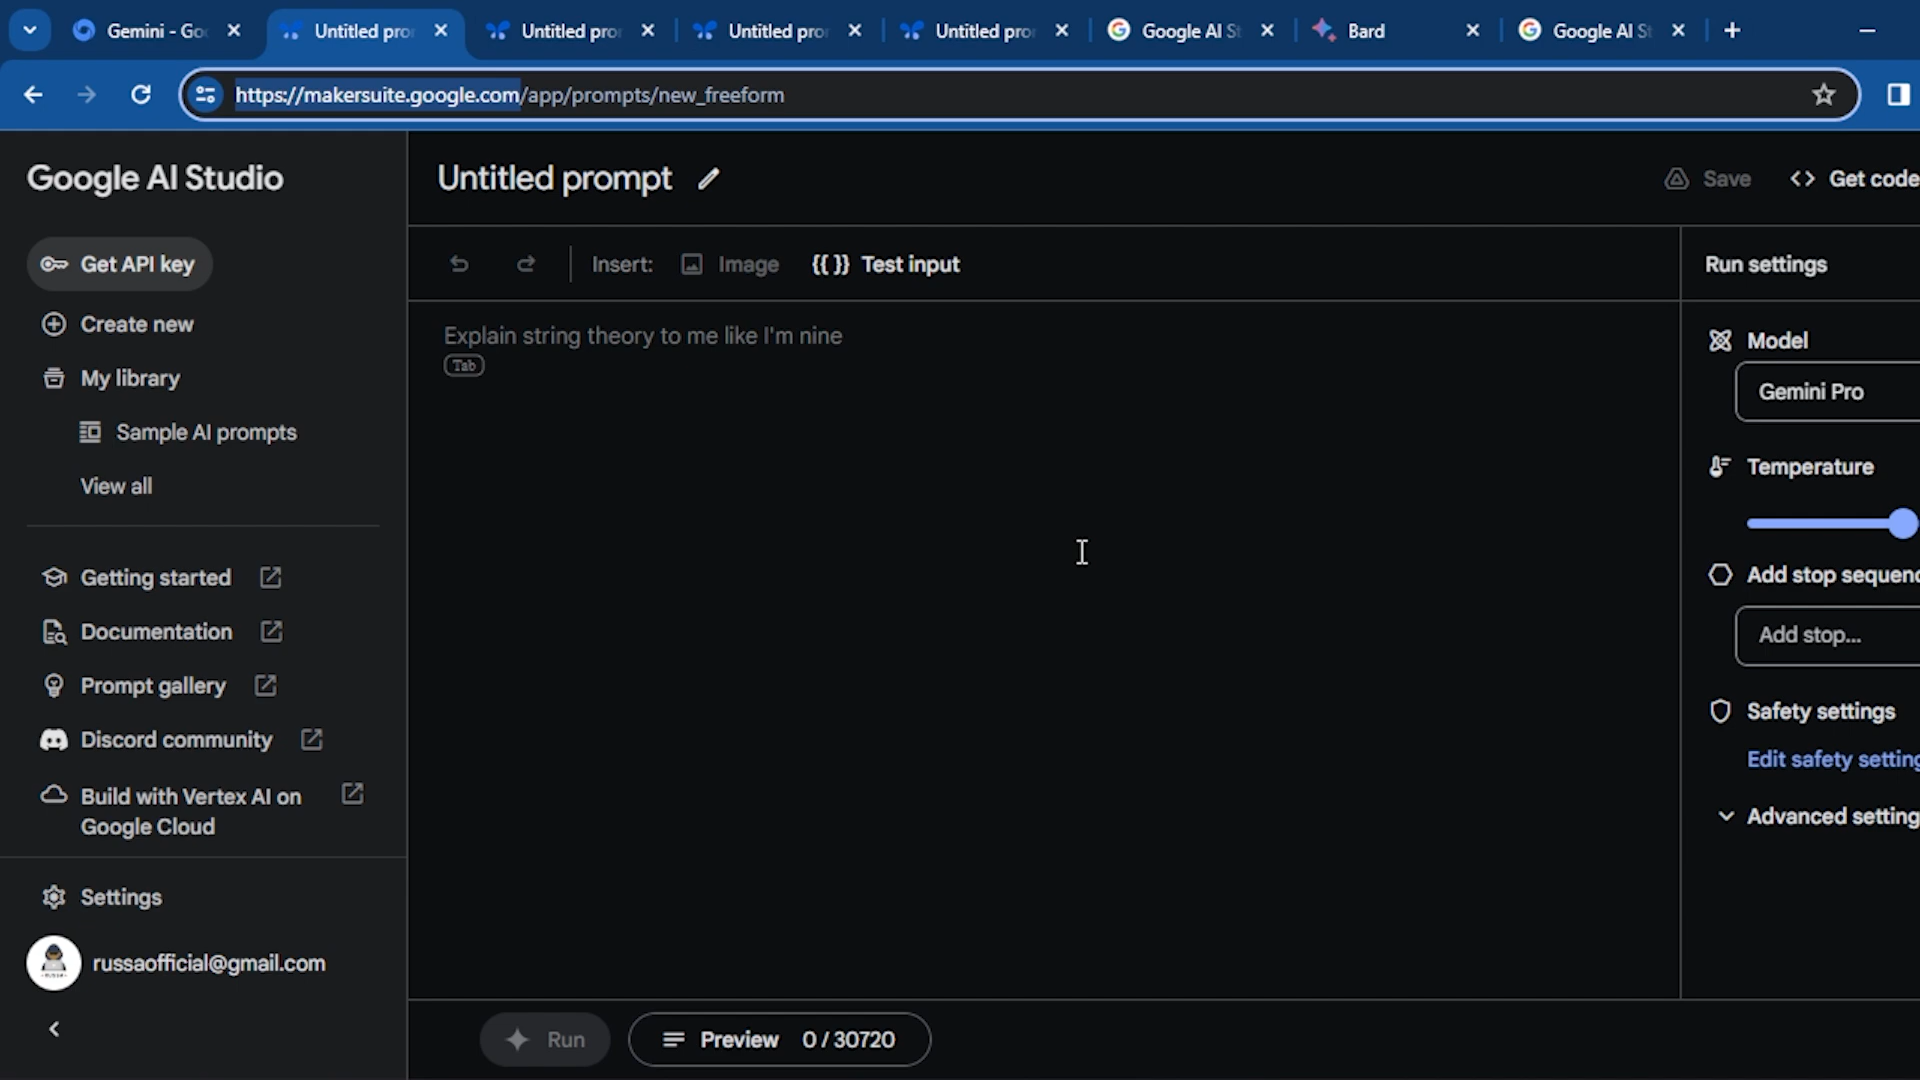 Gemini - Go
Untitled pro
Untitled pro
Untitled pro
Untitled pro
Google AI St
Bard
Google AI St
https://makersuite.google.com/app/prompts/new_freeform
Google AI Studio
Get API key
Create new
My library
Sample AI prompts
View all
Getting started
Documentation
Prompt gallery
Discord community
Build with Vertex AI on
Google Cloud
Settings
russaofficial@gmail.com
Untitled prompt
Save
<> Get code
Insert:
Image
{{ }} Test input
Explain string theory to me like I'm nine
Tab
Run
Preview 0 / 30720
Run settings
Model
Gemini Pro
Temperature
Add stop sequenc
Add stop...
Safety settings
Edit safety setting
Advanced setting